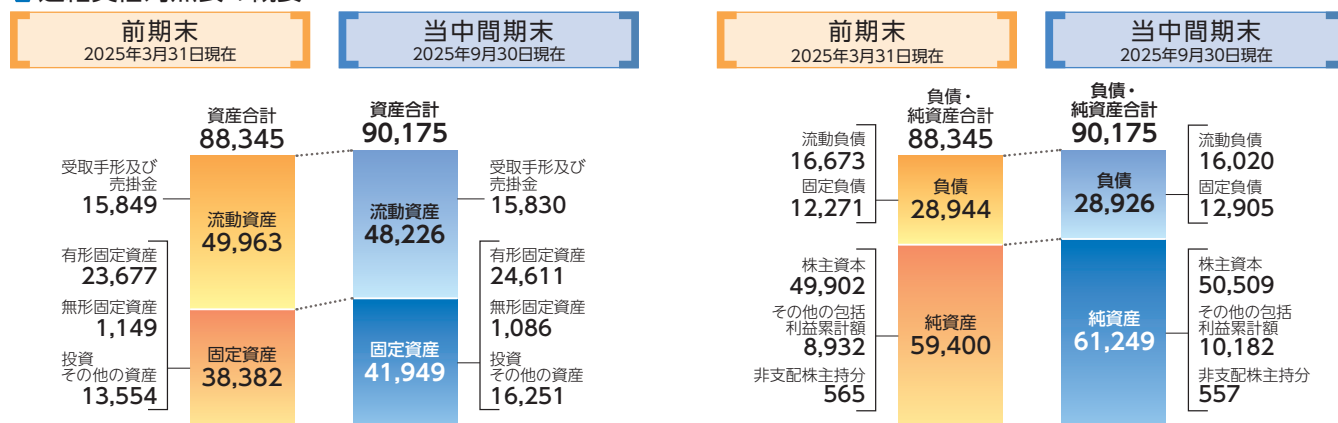 前期末
2025年3月31日現在
当中間期末
2025年9月30日現在
資産合計
88,345
資産合計
90,175
受取手形及び
売掛金
15,849
流動資産
49,963
有形固定資産
23,677
無形固定資産
1,149
投資
その他の資産
13,554
固定資産
38,382
流動資産
48,226
固定資産
41,949
受取手形及び
売掛金
15,830
有形固定資産
24,611
無形固定資産
1,086
投資
その他の資産
16,251
前期末
2025年3月31日現在
当中間期末
2025年9月30日現在
負債・
純資産合計
88,345
負債・
純資産合計
90,175
流動負債
16,673
固定負債
12,271
負債
28,944
株主資本
49,902
その他の包括
利益累計額
8,932
非支配株主持分
565
純資産
59,400
負債
28,926
純資産
61,249
流動負債
16,020
固定負債
12,905
株主資本
50,509
その他の包括
利益累計額
10,182
非支配株主持分
557